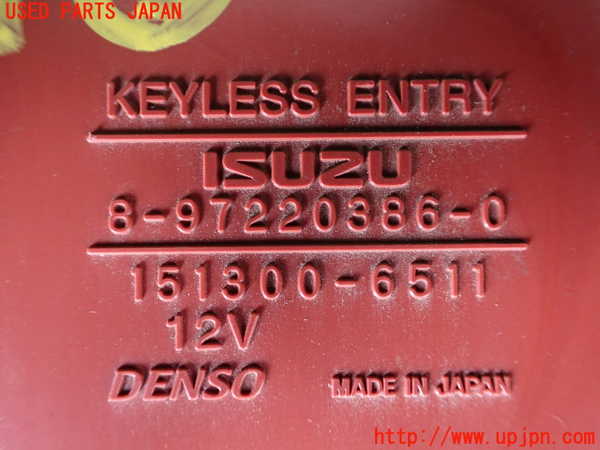 USED PARTS JAPAN
KEYLESS ENTRY
ISUZU
8-97220386-0
151300-6511
12V
DENSO
MADE IN JAPAN
http://www.upjpn.com/